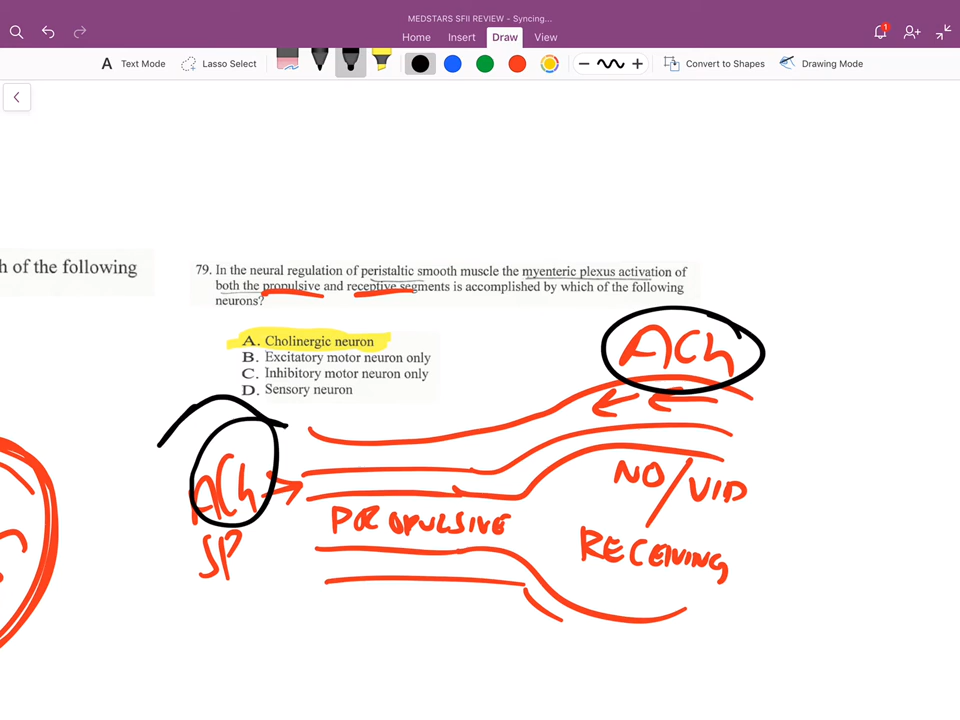 MEDSTARS SFII REVIEW – Syncing...
Home Insert Draw View
1
A Text Mode Lasso Select Convert to Shapes Drawing Mode
h of the following
79. In the neural regulation of peristaltic smooth muscle the myenteric plexus activation of
both the propulsive and receptive segments is accomplished by which of the following
neurons?
A. Cholinergic neuron
B. Excitatory motor neuron only
C. Inhibitory motor neuron only
D. Sensory neuron
ACh
ACh
SP
PROPULSIVE
NO/VIP
RECEIVING